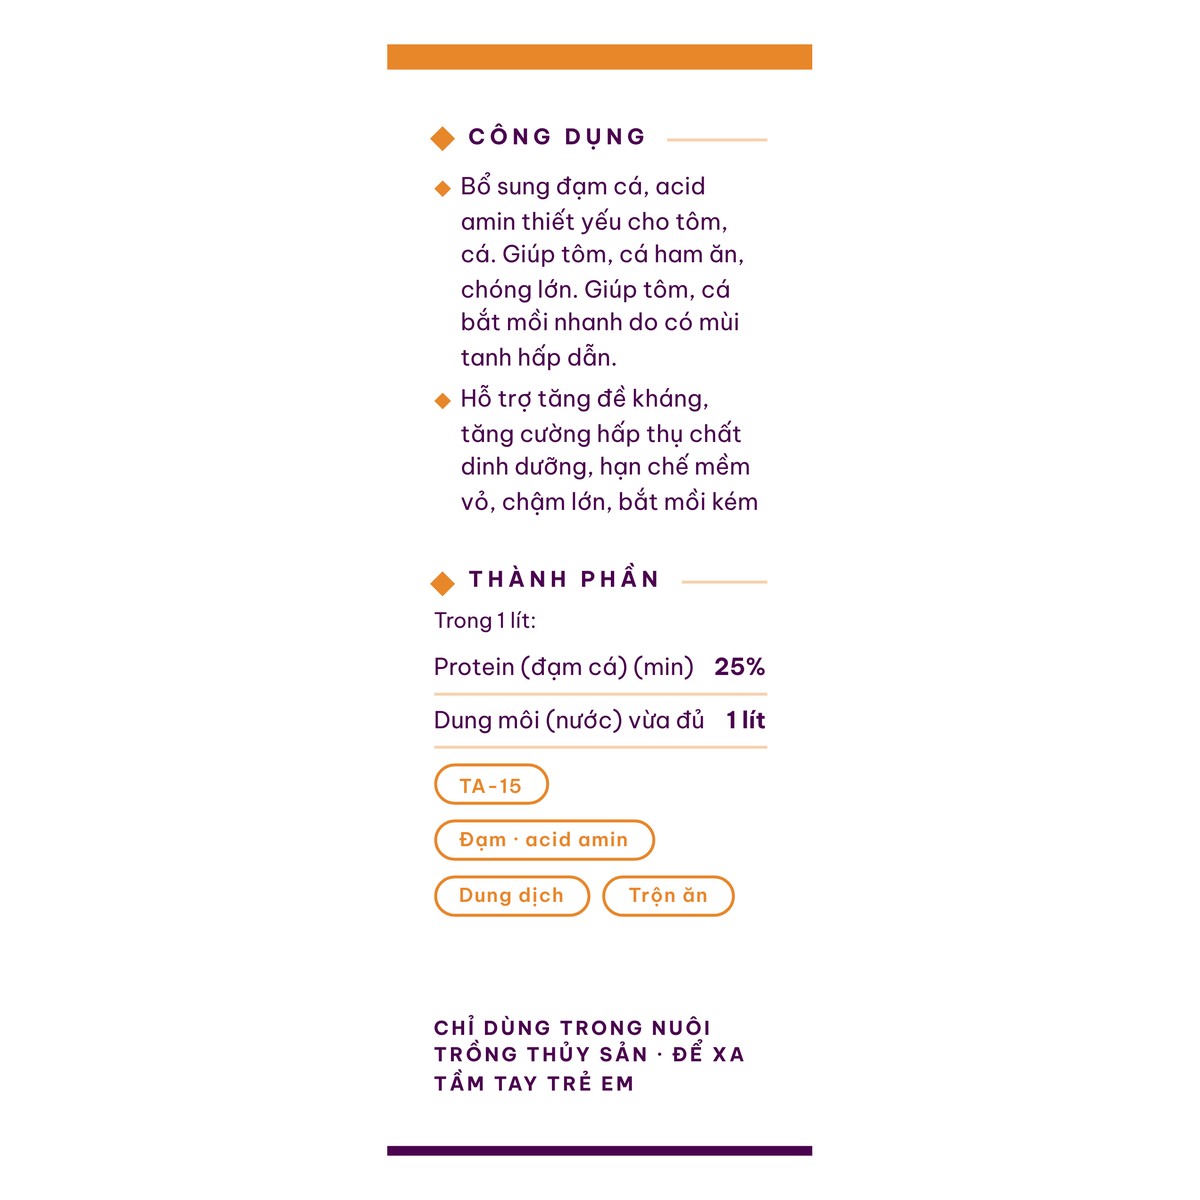 CÔNG DỤNG
Bổ sung đạm cá, acid
amin thiết yếu cho tôm,
cá. Giúp tôm, cá ham ăn,
chóng lớn. Giúp tôm, cá
bắt mồi nhanh do có mùi
tanh hấp dẫn.
Hỗ trợ tăng đề kháng,
tăng cường hấp thụ chất
dinh dưỡng, hạn chế mềm
vỏ, chậm lớn, bắt mồi kém
THÀNH PHẦN
Trong 1 lít:
Protein (đạm cá) (min) 25%
Dung môi (nước) vừa đủ 1 lít
TA-15
Đạm · acid amin
Dung dịch Trộn ăn
CHỈ DÙNG TRONG NUÔI
TRỒNG THỦY SẢN · ĐỂ XA
TẦM TAY TRẺ EM